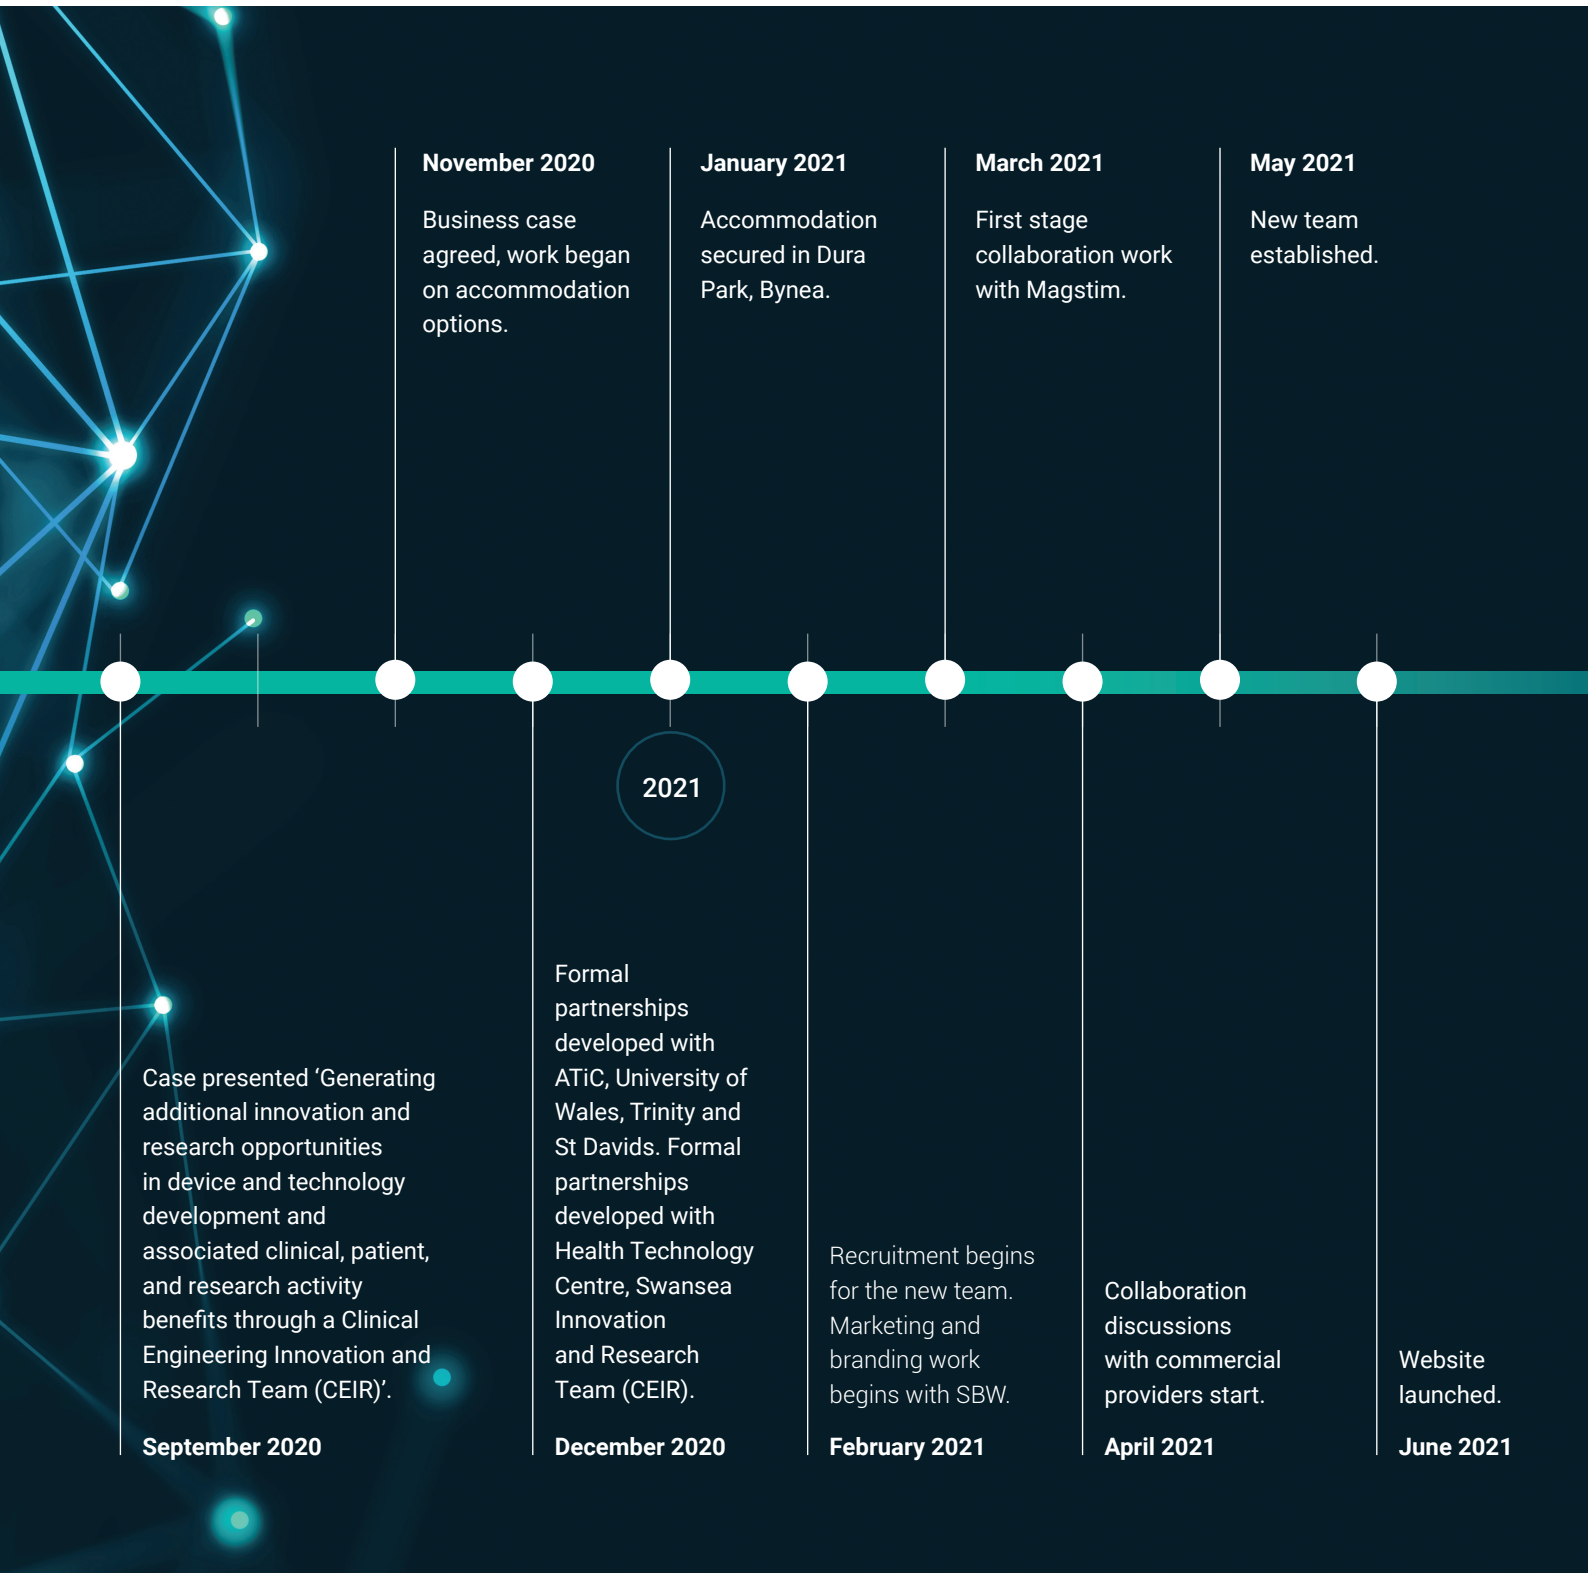 November 2020
Business case
agreed, work began
on accommodation
options.
January 2021
Accommodation
secured in Dura
Park, Bynea.
March 2021
First stage
collaboration work
with Magstim.
May 2021
New team
established.
2021
Case presented ‘Generating
additional innovation and
research opportunities
in device and technology
development and
associated clinical, patient,
and research activity
benefits through a Clinical
Engineering Innovation and
Research Team (CEIR)’.
September 2020
Formal
partnerships
developed with
ATiC, University of
Wales, Trinity and
St Davids. Formal
partnerships
developed with
Health Technology
Centre, Swansea
Innovation
and Research
Team (CEIR).
December 2020
Recruitment begins
for the new team.
Marketing and
branding work
begins with SBW.
February 2021
Collaboration
discussions
with commercial
providers start.
April 2021
Website
launched.
June 2021